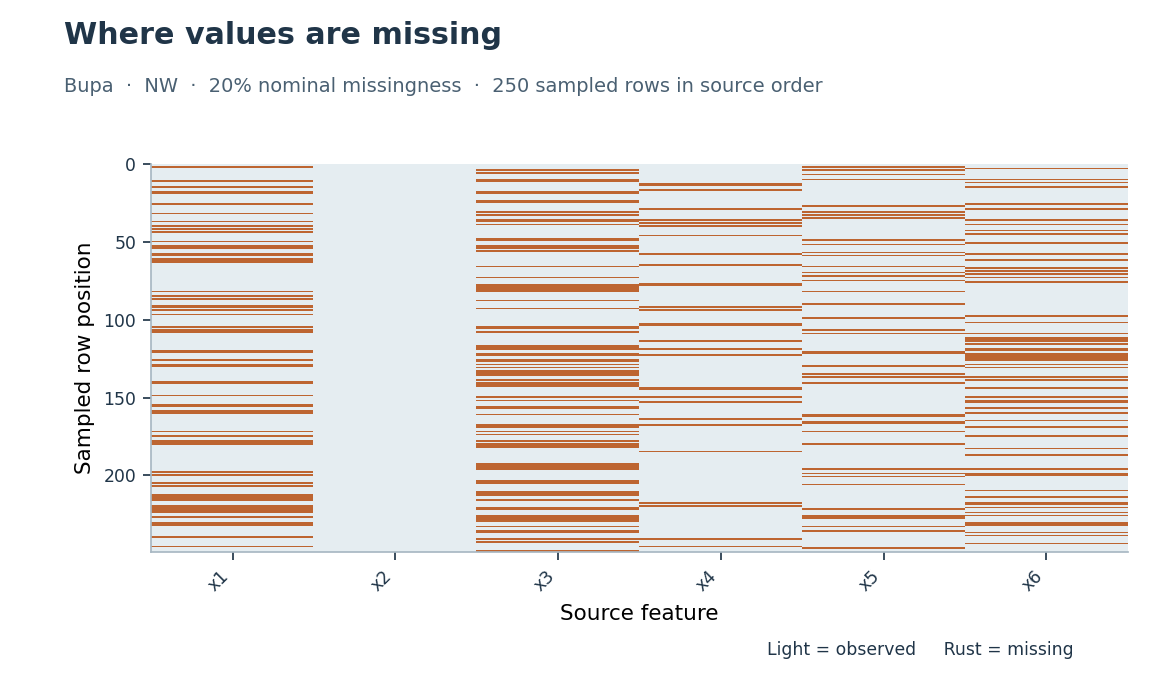 Where values are missing
Bupa · NW · 20% nominal missingness · 250 sampled rows in source order
0
50
100
150
200
Sampled row position
x1 x2 x3 x4 x5 x6
Source feature
Light = observed Rust = missing